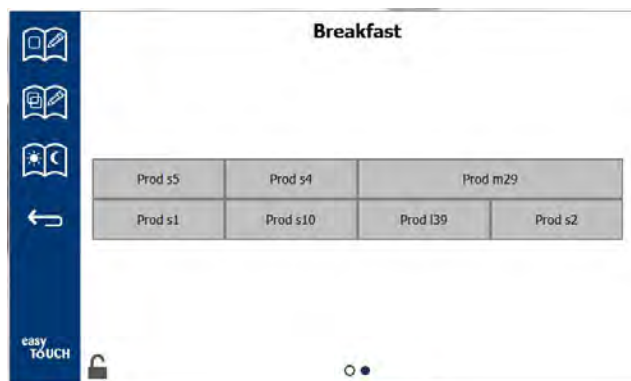 Breakfast
Prod s5 Prod s4 Prod m29
Prod s1 Prod s10 Prod l39 Prod s2
easy
TOUCH